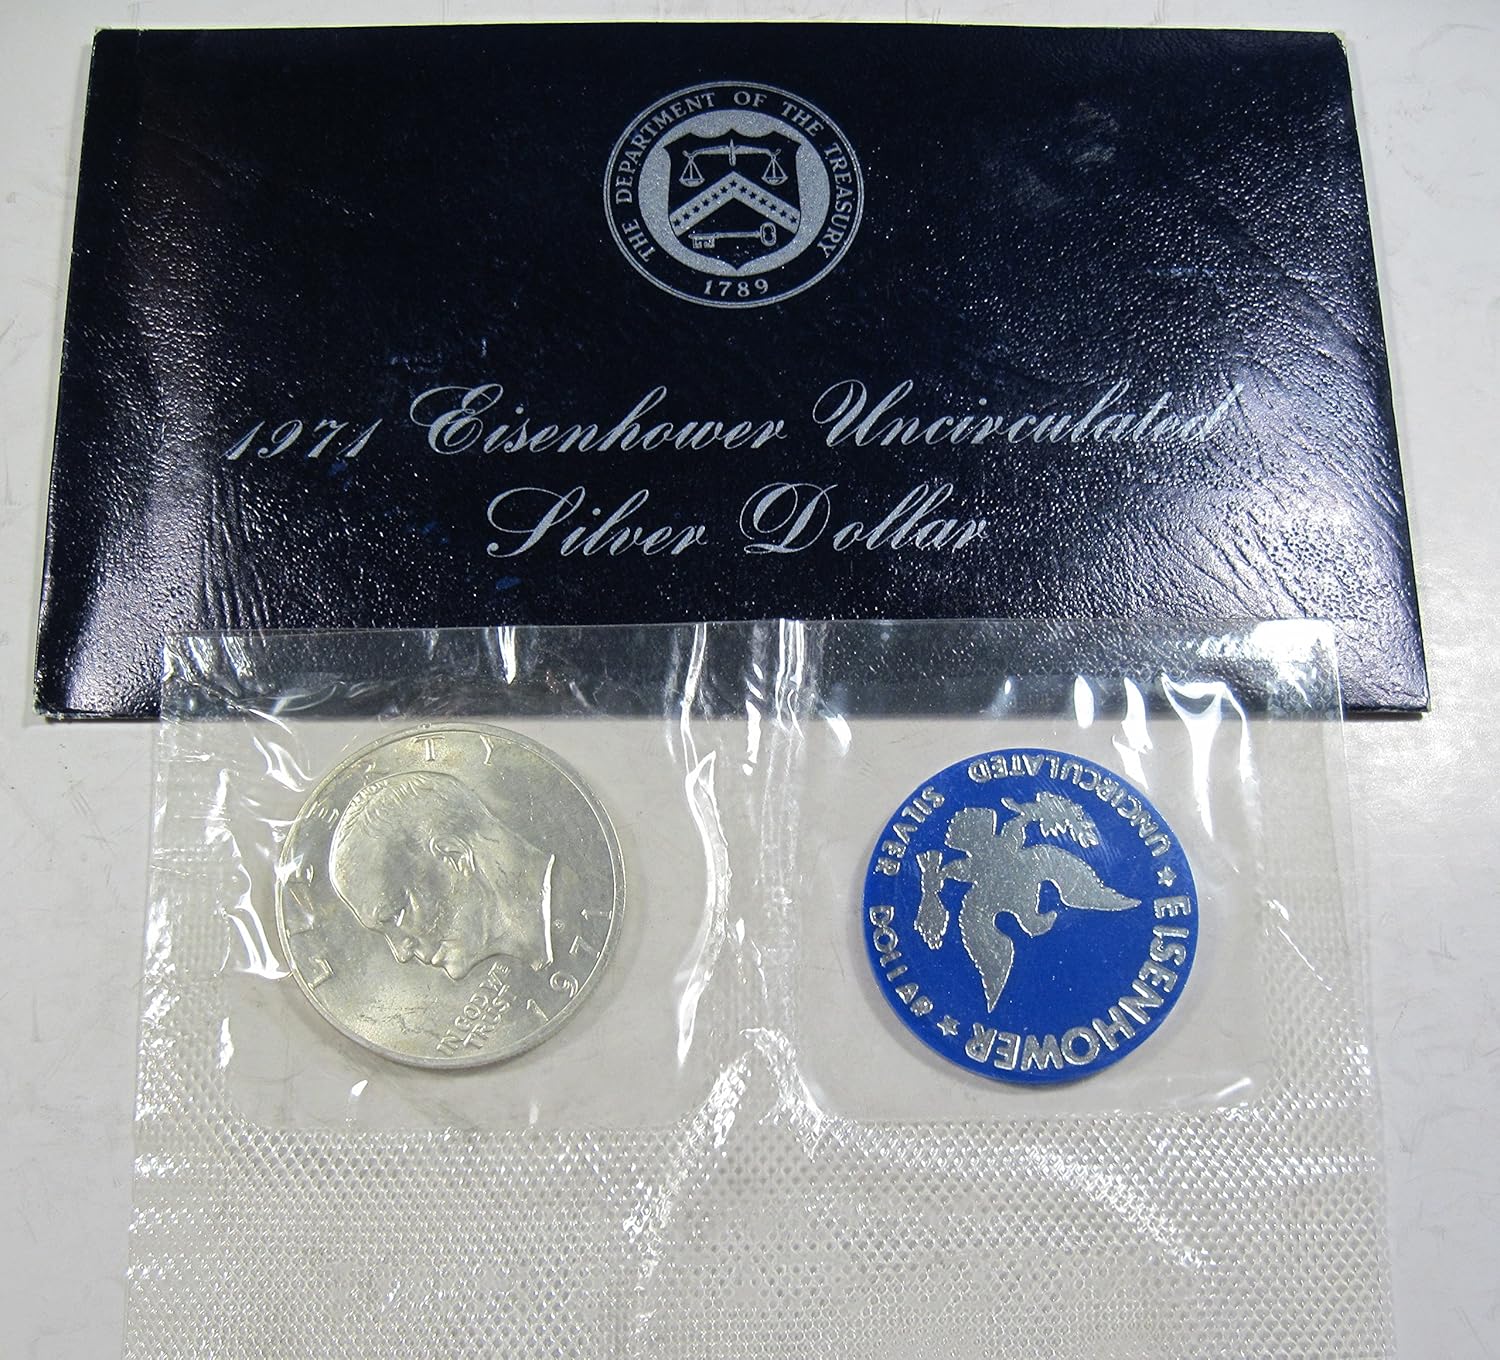 THE DEPARTMENT OF THE TREASURY
1789
1971 Eisenhower Uncirculated
Silver Dollar
LIBERTY
IN GOD WE
TRUST
1971
S
★ EISENHOWER ★
UNCIRCULATED
SILVER DOLLAR